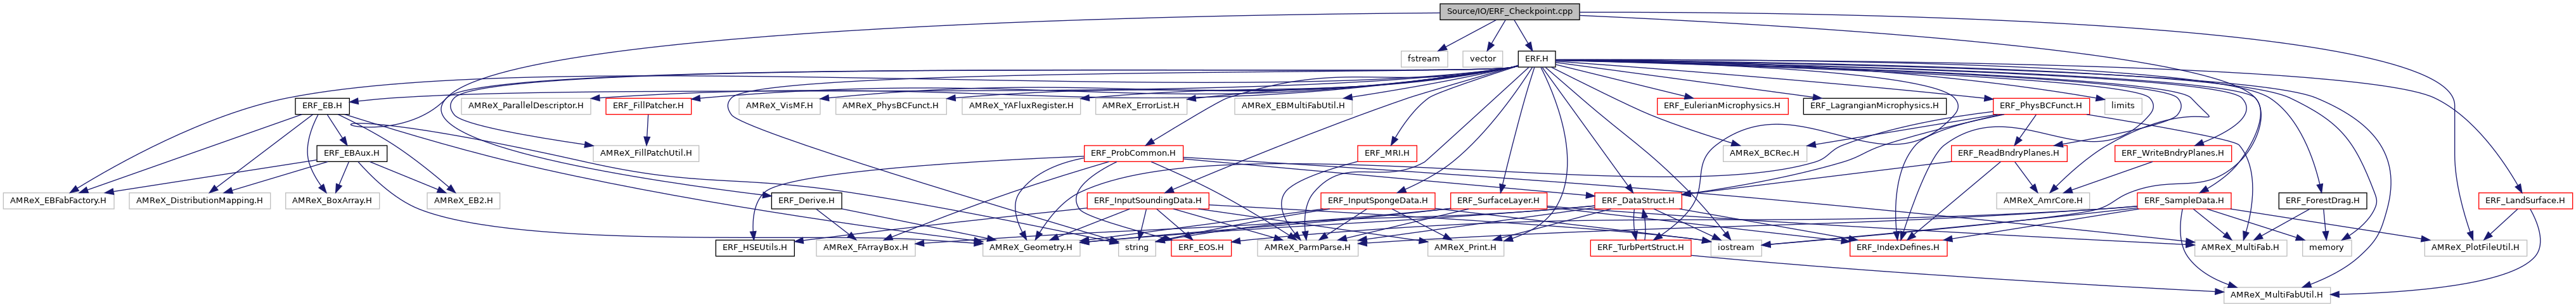 Source/IO/ERF_Checkpoint.cpp
fstream
vector
ERF.H
ERF_EB.H
AMReX_ParallelDescriptor.H
ERF_FillPatcher.H
AMReX_VisMF.H
AMReX_PhysBCFunct.H
AMReX_YAFluxRegister.H
AMReX_ErrorList.H
AMReX_EBMultiFabUtil.H
ERF_EulerianMicrophysics.H
ERF_LagrangianMicrophysics.H
ERF_PhysBCFunct.H
limits
ERF_EBAux.H
AMReX_FillPatchUtil.H
ERF_ProbCommon.H
ERF_MRI.H
AMReX_BCRec.H
ERF_ReadBndryPlanes.H
ERF_WriteBndryPlanes.H
AMReX_EBFabFactory.H
AMReX_DistributionMapping.H
AMReX_BoxArray.H
AMReX_EB2.H
ERF_Derive.H
ERF_InputSoundingData.H
ERF_InputSpongeData.H
ERF_SurfaceLayer.H
ERF_DataStruct.H
AMReX_AmrCore.H
ERF_SampleData.H
ERF_ForestDrag.H
ERF_LandSurface.H
ERF_HSEUtils.H
AMReX_FArrayBox.H
AMReX_Geometry.H
string
ERF_EOS.H
AMReX_ParmParse.H
AMReX_Print.H
ERF_TurbPertStruct.H
iostream
ERF_IndexDefines.H
AMReX_MultiFab.H
memory
AMReX_PlotFileUtil.H
AMReX_MultiFabUtil.H